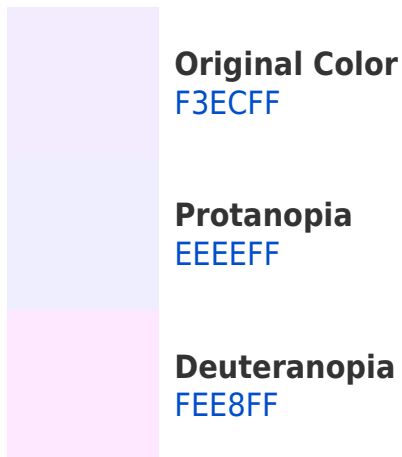 Original Color
F3ECFF
Protanopia
EEEEFF
Deuteranopia
FEE8FF